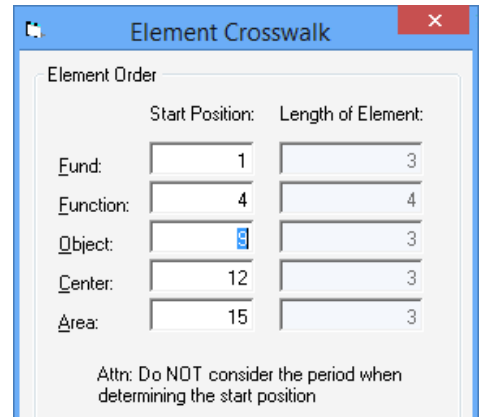 Element Crosswalk
Element Order
Start Position: Length of Element:
Fund: 1 3
Function: 4 4
Object: 9 3
Center: 12 3
Area: 15 3
Attn: Do NOT consider the period when
determining the start position